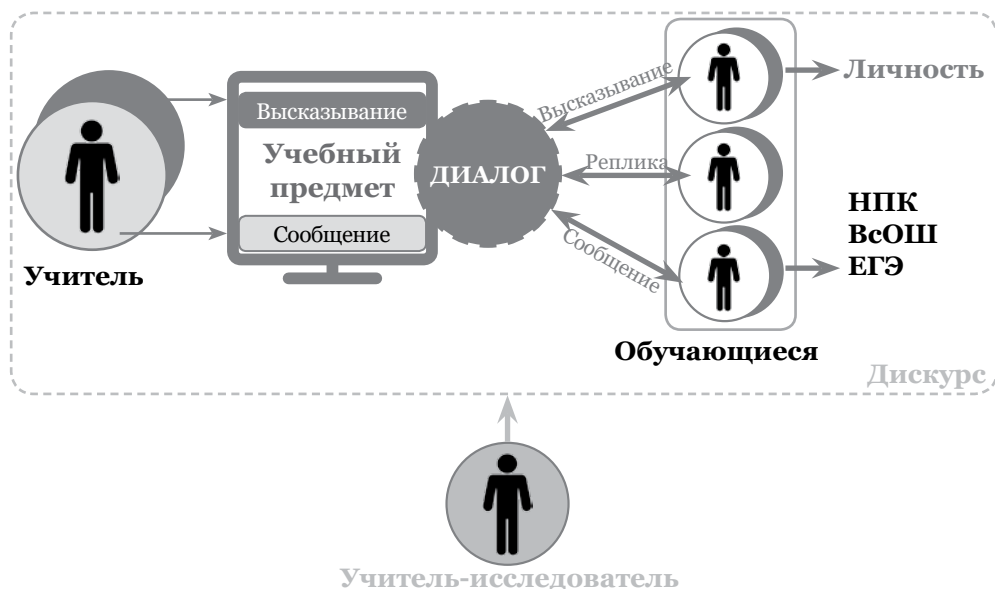 Высказывание
Учебный
предмет
Сообщение
Учитель
ДИАЛОГ
Высказывание
Реплика
Сообщение
Обучающиеся
Личность
НПК
ВсОШ
ЕГЭ
Дискурс
Учитель-исследователь